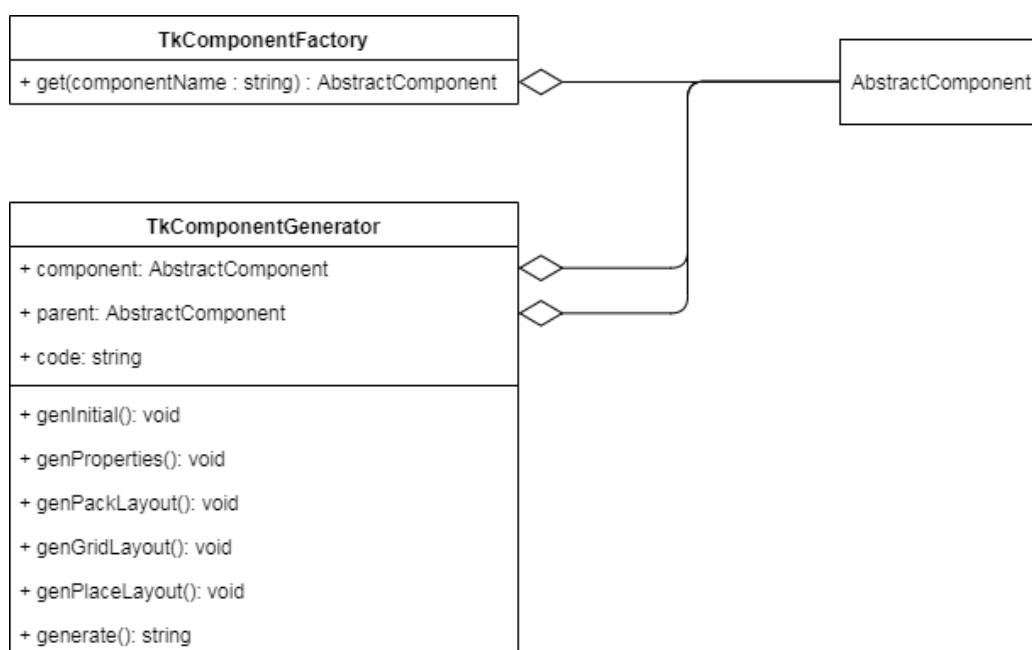 TkComponentFactory
+ get(componentName : string) : AbstractComponent
AbstractComponent
TkComponentGenerator
+ component: AbstractComponent
+ parent: AbstractComponent
+ code: string
+ genInitial(): void
+ genProperties(): void
+ genPackLayout(): void
+ genGridLayout(): void
+ genPlaceLayout(): void
+ generate(): string